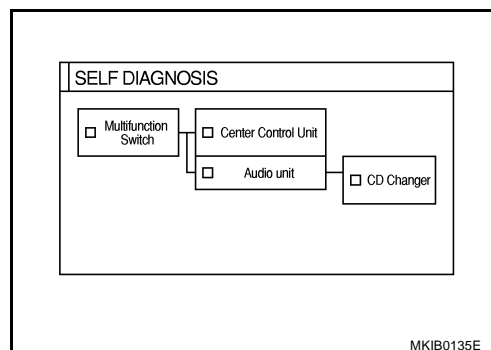 SELF DIAGNOSIS
Multifunction
Switch
Center Control Unit
Audio unit
CD Changer
MKIB0135E